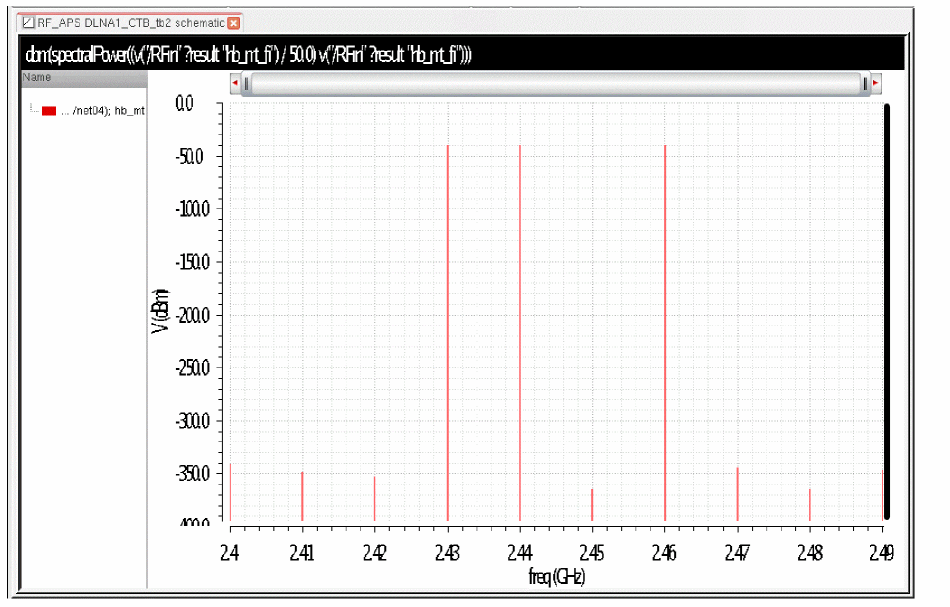 RF_APS DLNA1_CTB_tb2 schematic
dbm(spectralPower((v("/RFin" ?result "hb_mt_fi") / 50.0) v("/RFin" ?result "hb_mt_fi")))
Name
... /net04); hb_mt
0.0
-50.0
-100.0
-150.0
-200.0
-250.0
-300.0
-350.0
-400.0
V (dBm)
2.4 2.41 2.42 2.43 2.44 2.45 2.46 2.47 2.48 2.49
freq (GHz)